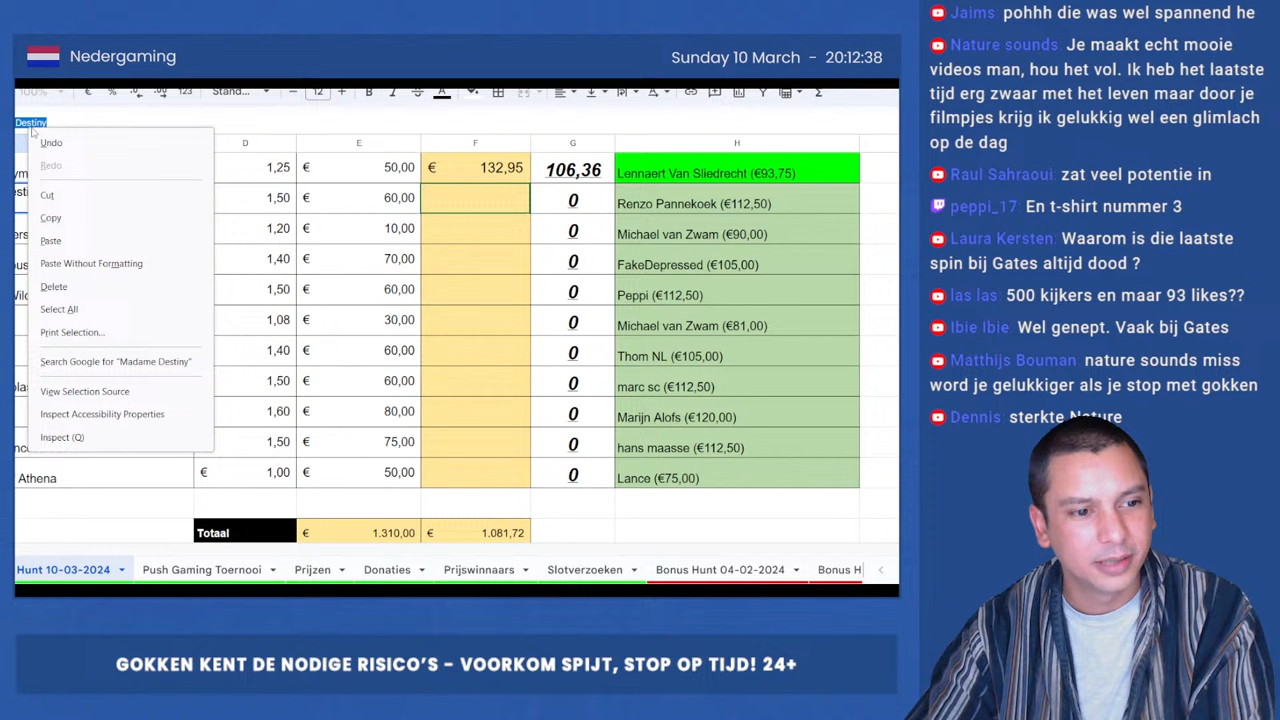 Nedergaming
Sunday 10 March - 20:12:38
100% € % .0 .00 123 Stand... 12 B I S A Y Σ
Destiny
D E F G H
1,25 € 50,00 € 132,95 106,36 Lennaert Van Sliedrecht (€93,75)
1,50 € 60,00 0 Renzo Pannekoek (€112,50)
1,20 € 10,00 0 Michael van Zwam (€90,00)
1,40 € 70,00 0 FakeDepressed (€105,00)
1,50 € 60,00 0 Peppi (€112,50)
1,08 € 30,00 0 Michael van Zwam (€81,00)
1,40 € 60,00 0 Thom NL (€105,00)
1,50 € 60,00 0 marc sc (€112,50)
1,60 € 80,00 0 Marijn Alofs (€120,00)
1,50 € 75,00 0 hans maasse (€112,50)
Athena € 1,00 € 50,00 0 Lance (€75,00)
Totaal € 1.310,00 € 1.081,72
Undo
Redo
Cut
Copy
Paste
Paste Without Formatting
Delete
Select All
Print Selection...
Search Google for "Madame Destiny"
View Selection Source
Inspect Accessibility Properties
Inspect (Q)
Hunt 10-03-2024 Push Gaming Toernooi Prijzen Donaties Prijswinnaars Slotverzoeken Bonus Hunt 04-02-2024 Bonus H
GOKKEN KENT DE NODIGE RISICO'S - VOORKOM SPIJT, STOP OP TIJD! 24+
Jaims: pohhh die was wel spannend he
Nature sounds: Je maakt echt mooie
videos man, hou het vol. Ik heb het laatste
tijd erg zwaar met het leven maar door je
filmpjes krijg ik gelukkig wel een glimlach
op de dag
Raul Sahraoui: zat veel potentie in
peppi_17: En t-shirt nummer 3
Laura Kersten: Waarom is die laatste
spin bij Gates altijd dood ?
las las: 500 kijkers en maar 93 likes??
Ibie Ibie: Wel genept. Vaak bij Gates
Matthijs Bouman: nature sounds miss
word je gelukkiger als je stop met gokken
Dennis: sterkte Nature